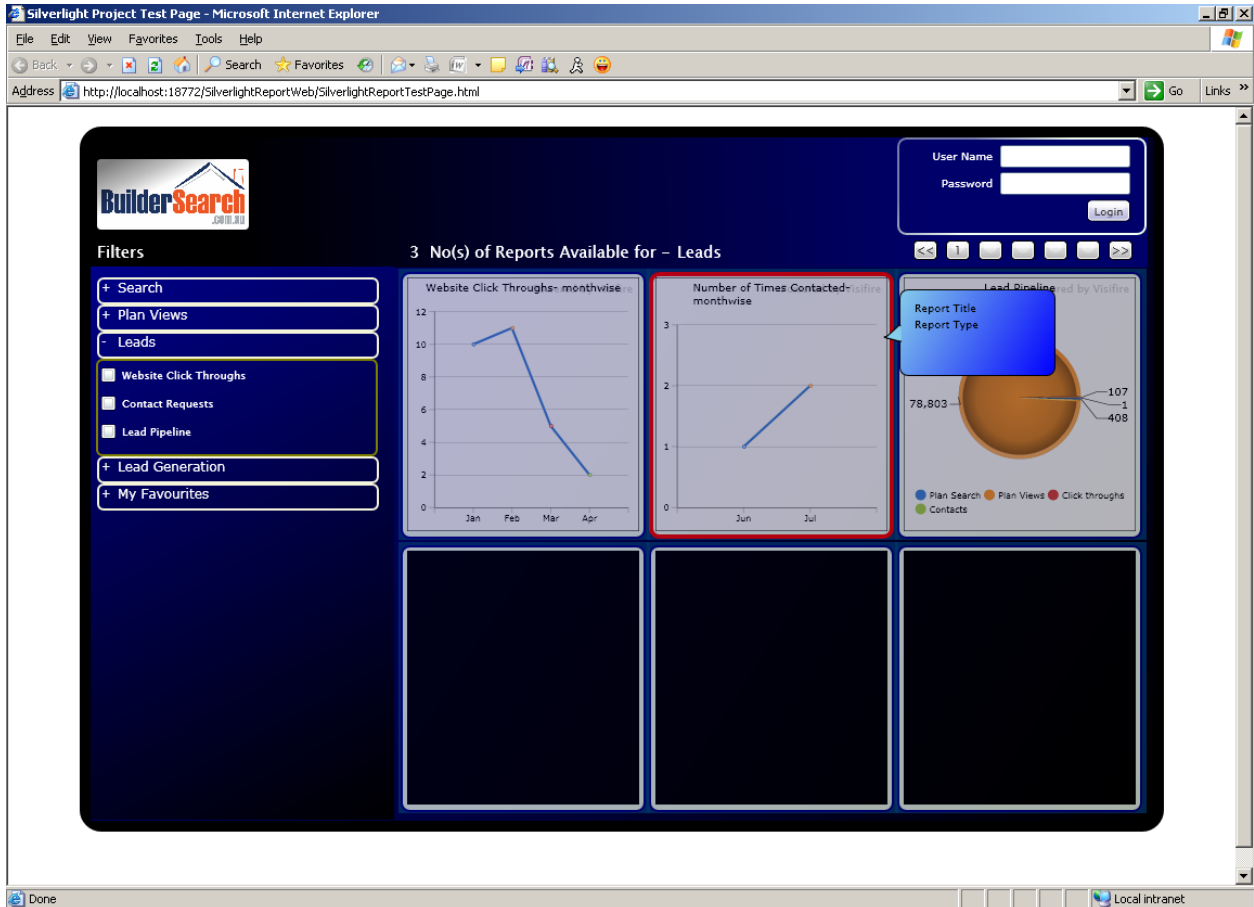 Silverlight Project Test Page - Microsoft Internet Explorer
File Edit View Favorites Tools Help
Back Search Favorites
Address http://localhost:18772/SilverlightReportWeb/SilverlightReportTestPage.html Go Links »
BuilderSearch
.com.au
User Name
Password
Login
Filters
3 No(s) of Reports Available for – Leads
<< 1 >>
+ Search
+ Plan Views
- Leads
Website Click Throughs
Contact Requests
Lead Pipeline
+ Lead Generation
+ My Favourites
Website Click Throughs- monthwise
12
10
8
6
4
2
0
Jan Feb Mar Apr
Number of Times Contacted-
monthwise
3
2
1
0
Jun Jul
Lead Pipeline
Report Title
Report Type
78,803
107
1
408
Plan Search Plan Views Click throughs
Contacts
Done
Local intranet